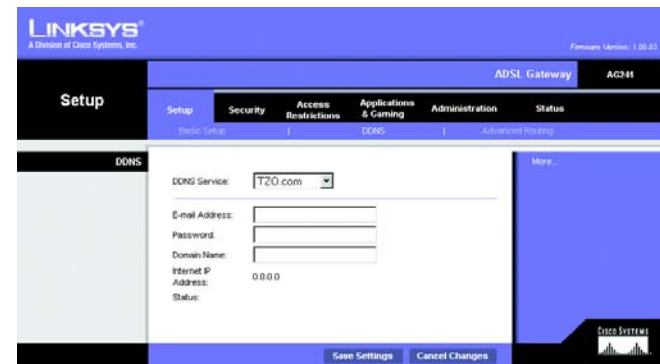 LINKSYS®
A Division of Cisco Systems, Inc.
Firmware Version: 1.00.03
ADSL Gateway AG241
Setup
Setup Security Access Restrictions Applications & Gaming Administration Status
Basic Setup | DDNS | Advanced Routing
DDNS
DDNS Service: TZO.com
More...
E-mail Address:
Password:
Domain Name:
Internet IP
Address: 0.0.0.0
Status:
Save Settings Cancel Changes
CISCO SYSTEMS